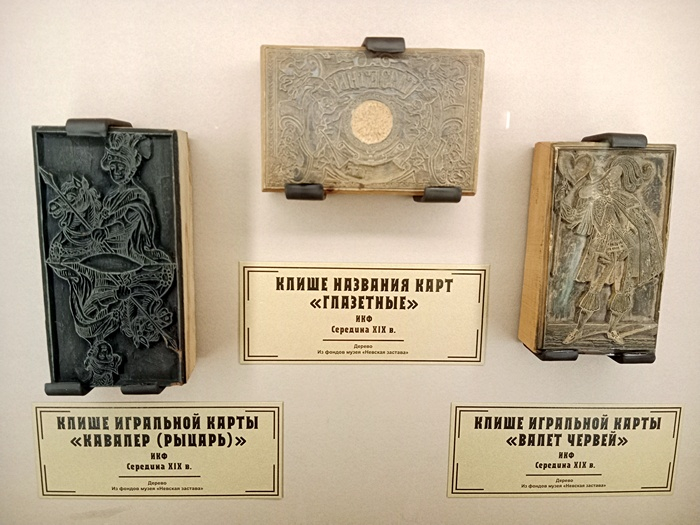 КЛИШЕ НАЗВАНИЯ КАРТ
«ГЛАЗЕТНЫЕ»
ИКФ
Середина XIX в.
Дерево
Из фондов музея «Невская застава»
КЛИШЕ ИГРАЛЬНОЙ КАРТЫ
«КАВАЛЕР (РЫЦАРЬ)»
ИКФ
Середина XIX в.
Дерево
Из фондов музея «Невская застава»
КЛИШЕ ИГРАЛЬНОЙ КАРТЫ
«ВАЛЕТ ЧЕРВЕЙ»
ИКФ
Середина XIX в.
Дерево
Из фондов музея «Невская застава»